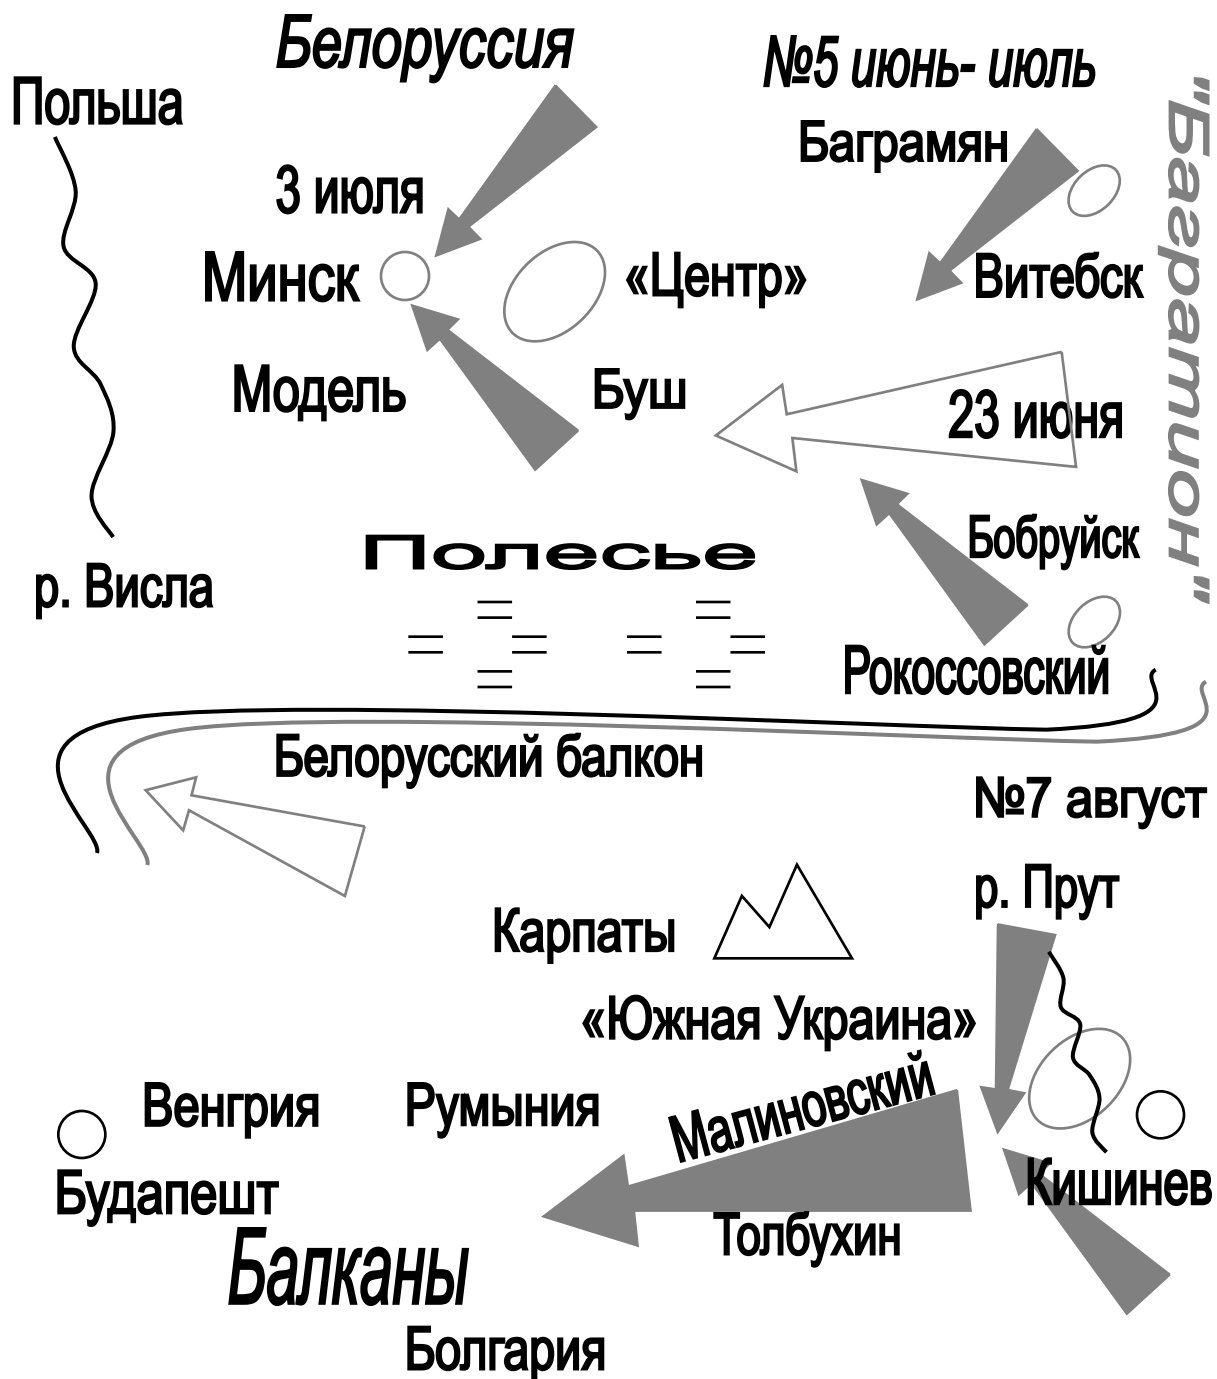 Белоруссия
№5 июнь- июль
Польша
"Багратион"
Баграмян
3 июля
Минск
«Центр»
Витебск
Модель
Буш
23 июня
Бобруйск
Полесье
р. Висла
Рокоссовский
Белорусский балкон
№7 август
р. Прут
Карпаты
«Южная Украина»
Малиновский
Венгрия
Румыния
Кишинев
Будапешт
Толбухин
Балканы
Болгария